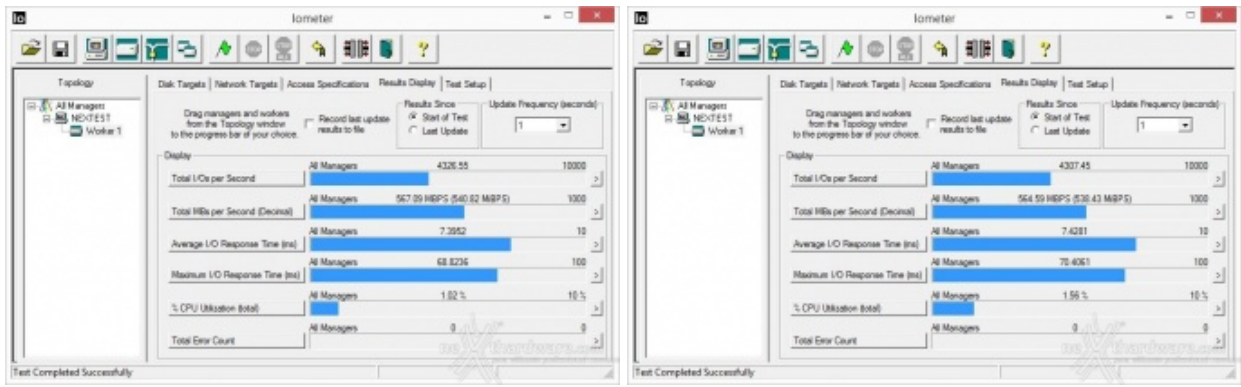 Iometer
Topology
All Managers
NEXTEST
Worker 1
Disk Targets Network Targets Access Specifications Results Display Test Setup
Drag managers and workers
from the Topology window
to the progress bar of your choice.
Record last update
results to file
Results Since
Start of Test
Last Update
Update Frequency (seconds)
1
Display
All Managers 4326.55 10000
Total I/Os per Second
All Managers 567.09 MBPS (540.82 MiBPS) 1000
Total MBs per Second (Decimal)
All Managers 7.3952 10
Average I/O Response Time (ms)
All Managers 68.8236 100
Maximum I/O Response Time (ms)
All Managers 1.02 % 10 %
% CPU Utilization (total)
All Managers 0 0
Total Error Count
Test Completed Successfully
Iometer
Topology
All Managers
NEXTEST
Worker 1
Disk Targets Network Targets Access Specifications Results Display Test Setup
Drag managers and workers
from the Topology window
to the progress bar of your choice.
Record last update
results to file
Results Since
Start of Test
Last Update
Update Frequency (seconds)
1
Display
All Managers 4307.45 10000
Total I/Os per Second
All Managers 564.59 MBPS (538.43 MiBPS) 1000
Total MBs per Second (Decimal)
All Managers 7.4281 10
Average I/O Response Time (ms)
All Managers 70.4061 100
Maximum I/O Response Time (ms)
All Managers 1.56 % 10 %
% CPU Utilization (total)
All Managers 0 0
Total Error Count
Test Completed Successfully